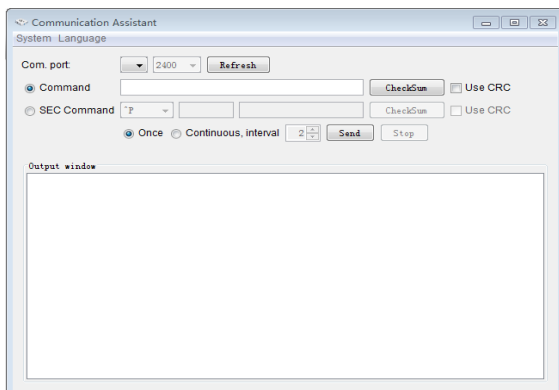 Communication Assistant
System Language
Com. port: 2400 Refresh
Command CheckSum Use CRC
SEC Command ^P CheckSum Use CRC
Once Continuous, interval 2 Send Stop
Output window